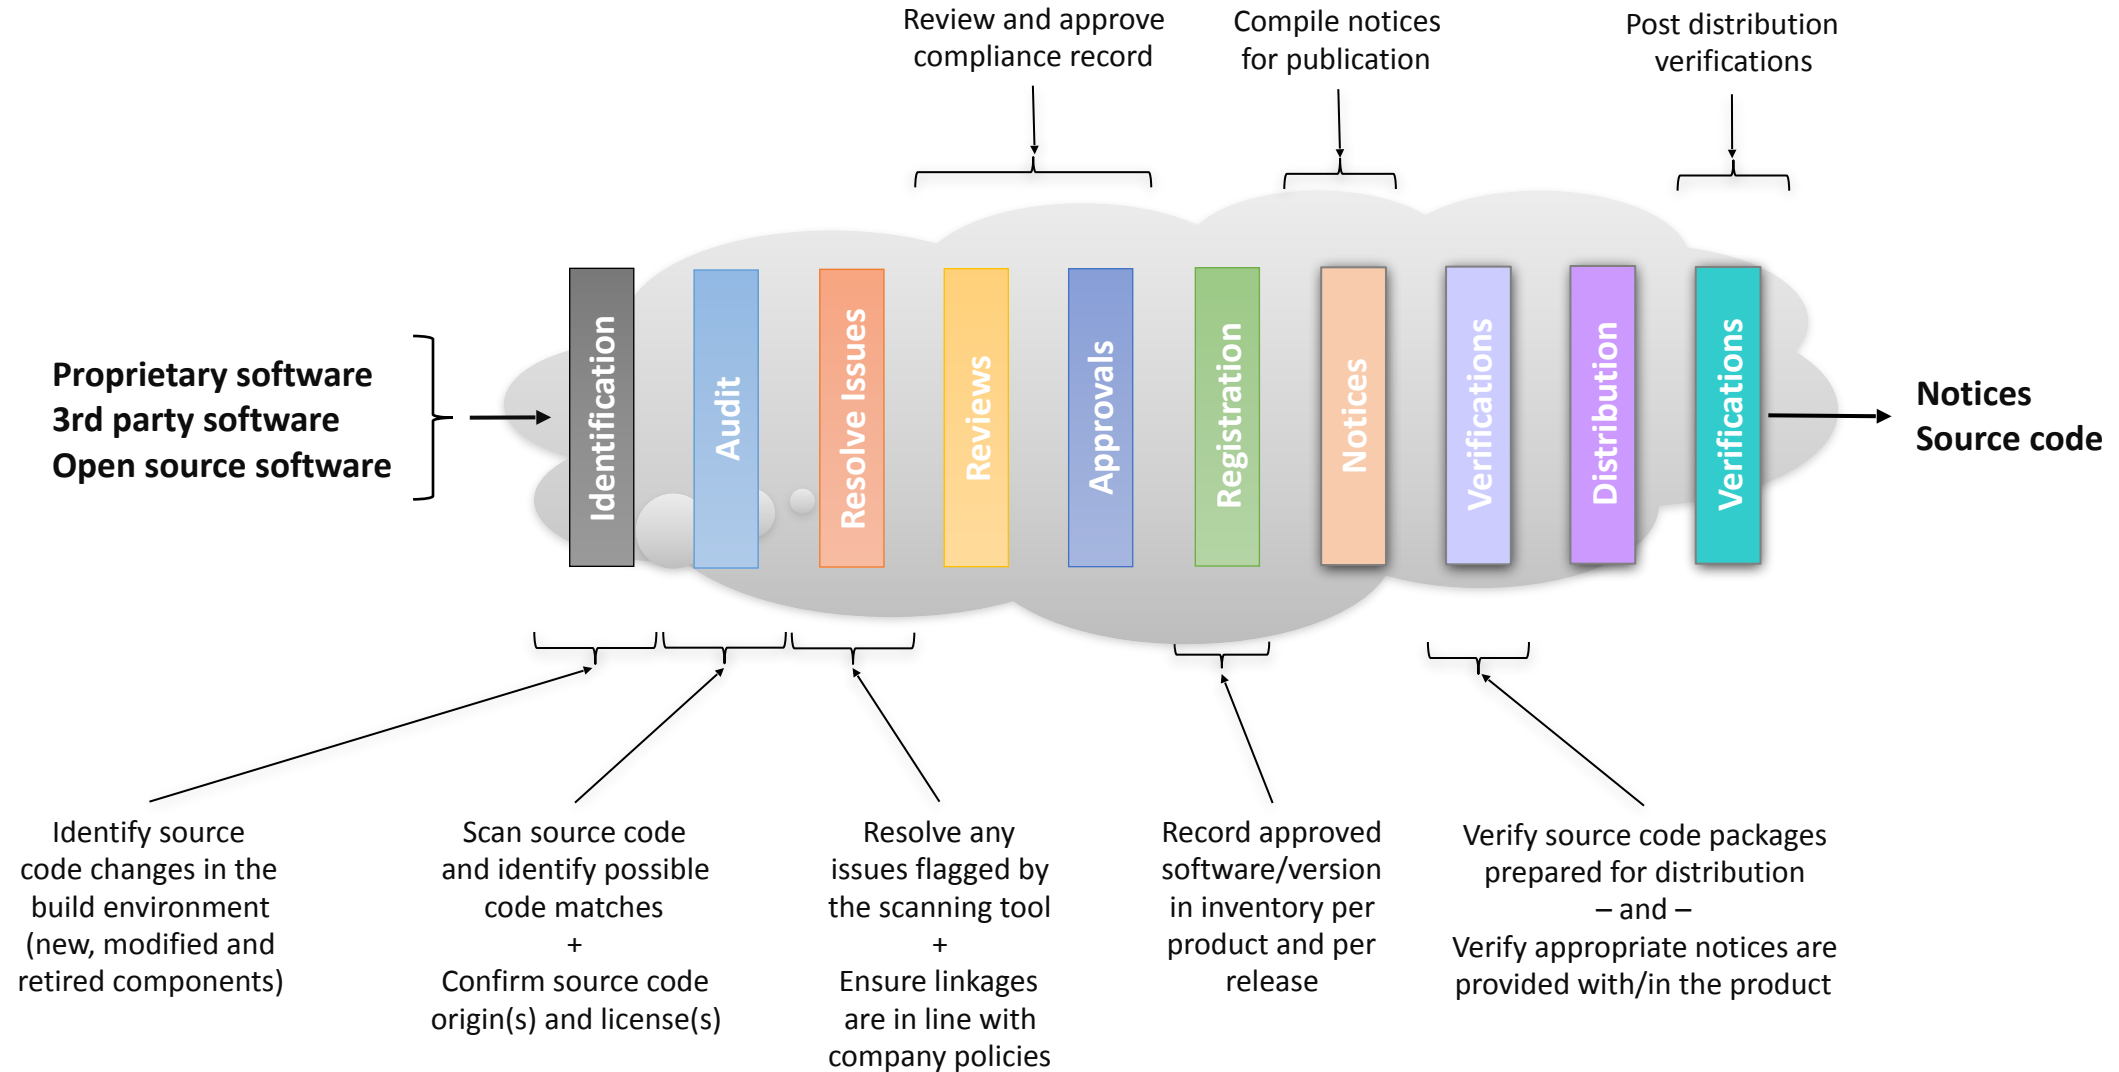 Review and approve
compliance record
Compile notices
for publication
Post distribution
verifications
Proprietary software
3rd party software
Open source software
Identification
Audit
Resolve Issues
Reviews
Approvals
Registration
Notices
Verifications
Distribution
Verifications
Notices
Source code
Identify source
code changes in the
build environment
(new, modified and
retired components)
Scan source code
and identify possible
code matches
+
Confirm source code
origin(s) and license(s)
Resolve any
issues flagged by
the scanning tool
+
Ensure linkages
are in line with
company policies
Record approved
software/version
in inventory per
product and per
release
Verify source code packages
prepared for distribution
– and –
Verify appropriate notices are
provided with/in the product